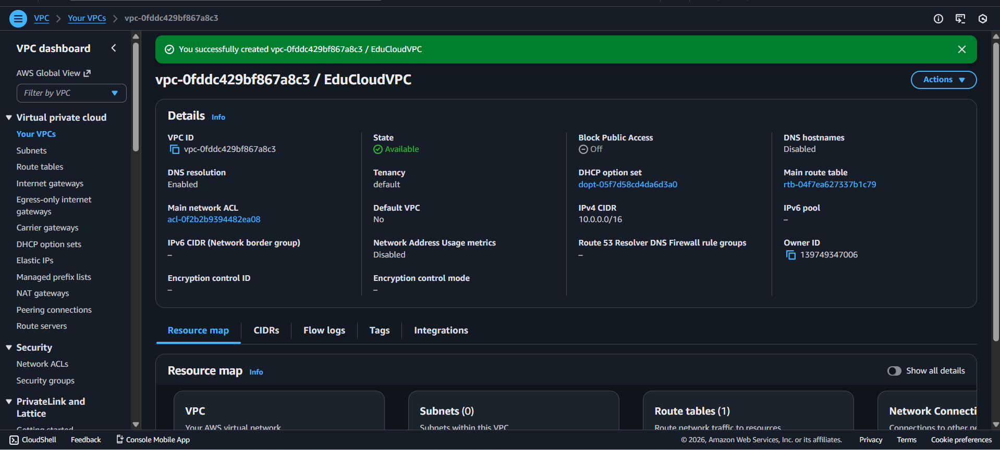 VPC
Your VPCs
vpc-0fddc429bf867a8c3
VPC dashboard
AWS Global View
Filter by VPC
Virtual private cloud
Your VPCs
Subnets
Route tables
Internet gateways
Egress-only internet
gateways
Carrier gateways
DHCP option sets
Elastic IPs
Managed prefix lists
NAT gateways
Peering connections
Route servers
Security
Network ACLs
Security groups
PrivateLink and
Lattice
Getting started
You successfully created vpc-0fddc429bf867a8c3 / EduCloudVPC
vpc-0fddc429bf867a8c3 / EduCloudVPC
Actions
Details Info
VPC ID
vpc-0fddc429bf867a8c3
State
Available
Block Public Access
Off
DNS hostnames
Disabled
DNS resolution
Enabled
Tenancy
default
DHCP option set
dopt-05f7d58cd4da6d3a0
Main route table
rtb-04f7ea627337b1c79
Main network ACL
acl-0f2b2b9394482ea08
Default VPC
No
IPv4 CIDR
10.0.0.0/16
IPv6 pool
–
IPv6 CIDR (Network border group)
–
Network Address Usage metrics
Disabled
Route 53 Resolver DNS Firewall rule groups
–
Owner ID
139749347006
Encryption control ID
–
Encryption control mode
–
Resource map
CIDRs
Flow logs
Tags
Integrations
Resource map Info
Show all details
VPC
Your AWS virtual network
Subnets (0)
Subnets within this VPC
Route tables (1)
Route network traffic to resources
Network Connecti
Connections to other ne
CloudShell
Feedback
Console Mobile App
© 2026, Amazon Web Services, Inc. or its affiliates.
Privacy
Terms
Cookie preferences